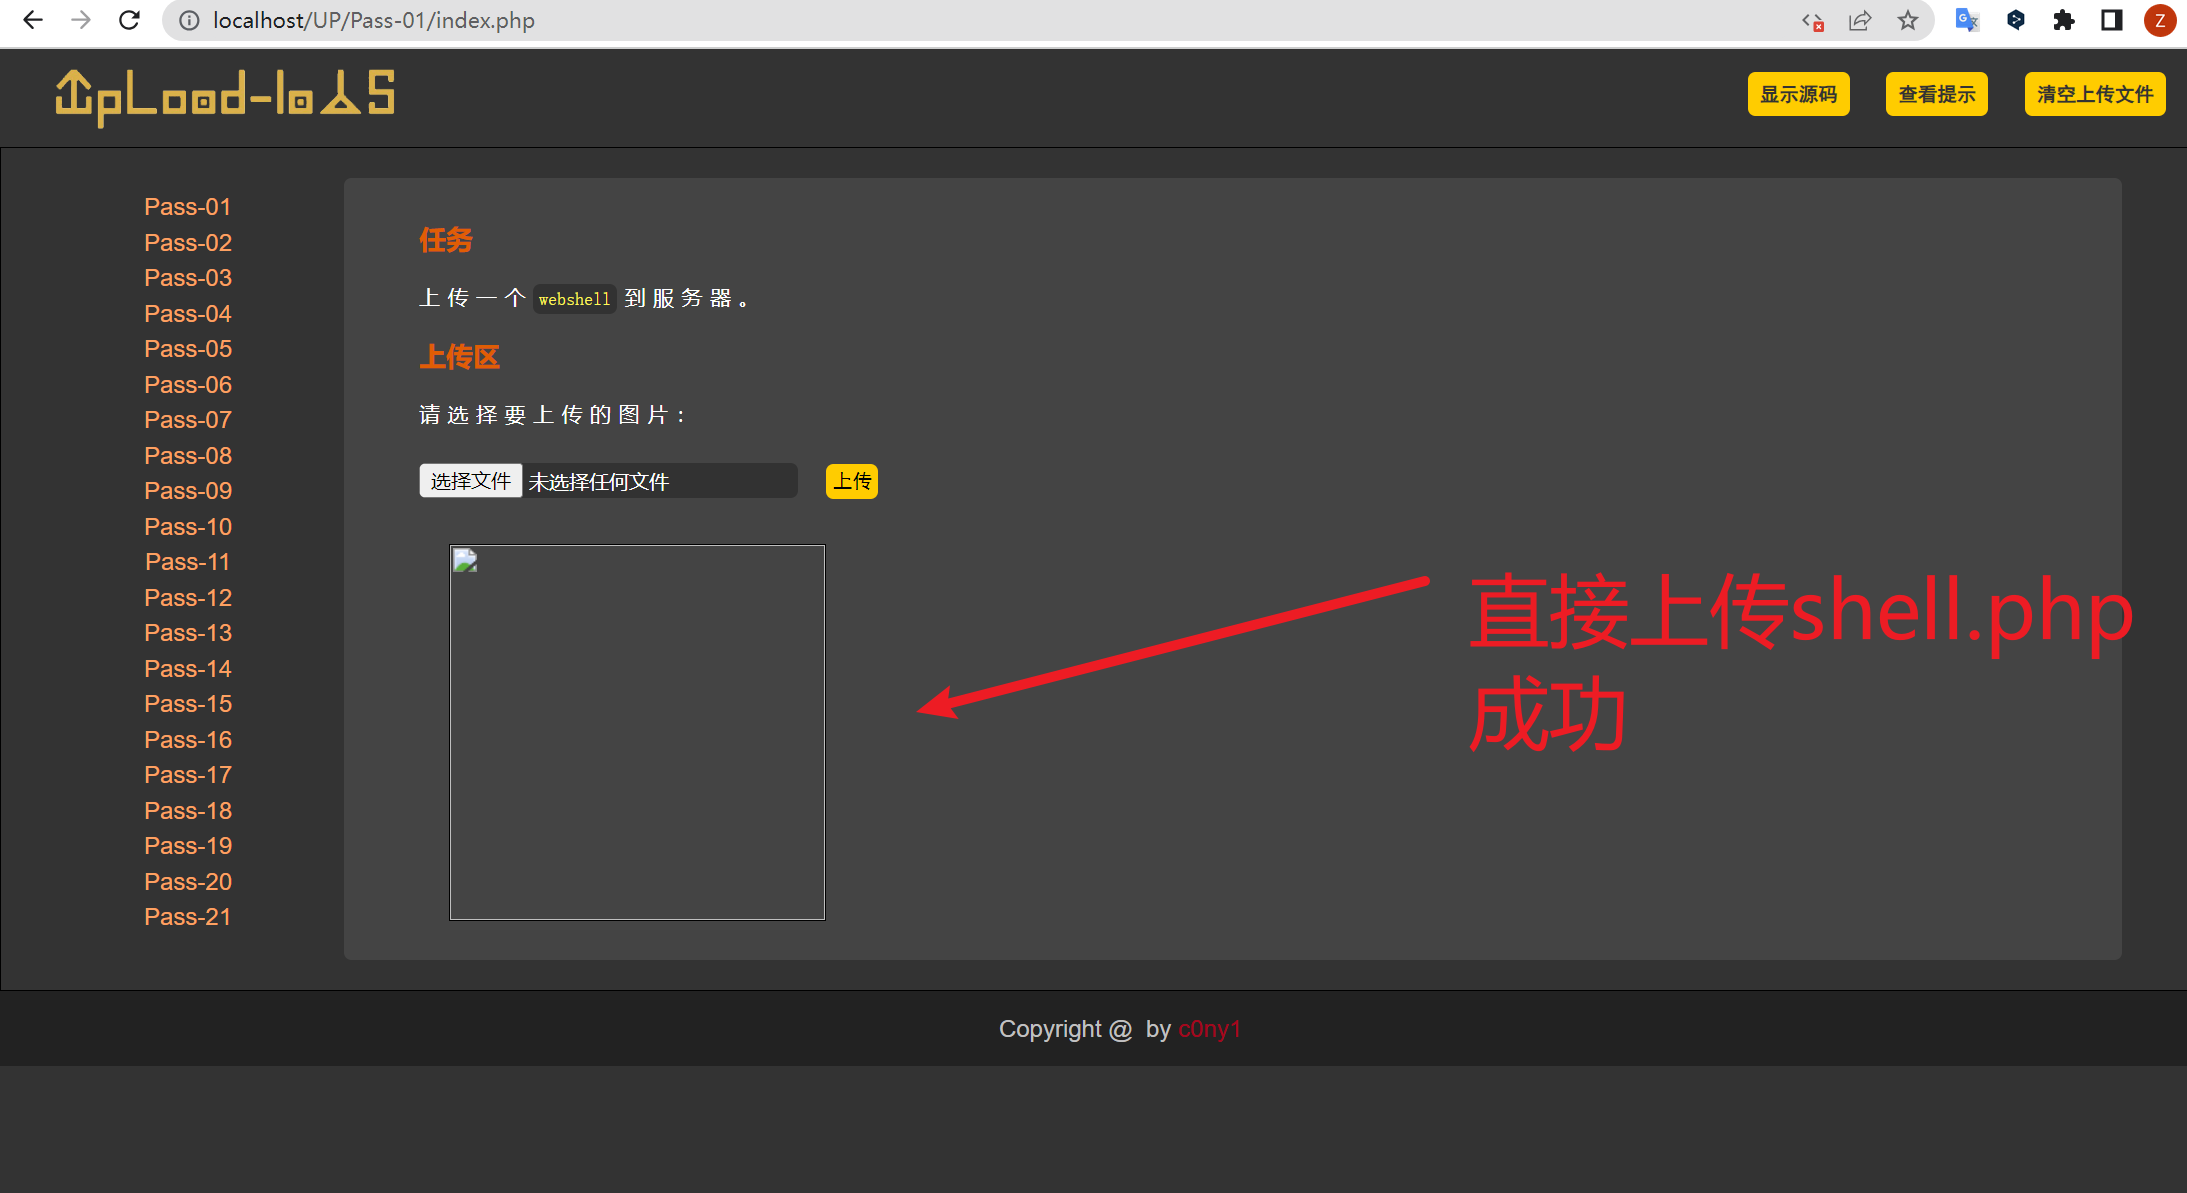 localhost/UP/Pass-01/index.php
Z
UpLoad-labs
显示源码
查看提示
清空上传文件
Pass-01
Pass-02
Pass-03
Pass-04
Pass-05
Pass-06
Pass-07
Pass-08
Pass-09
Pass-10
Pass-11
Pass-12
Pass-13
Pass-14
Pass-15
Pass-16
Pass-17
Pass-18
Pass-19
Pass-20
Pass-21
任务
上传一个 webshell 到服务器。
上传区
请选择要上传的图片：
选择文件 未选择任何文件
上传
直接上传shell.php
成功
Copyright @ by c0ny1